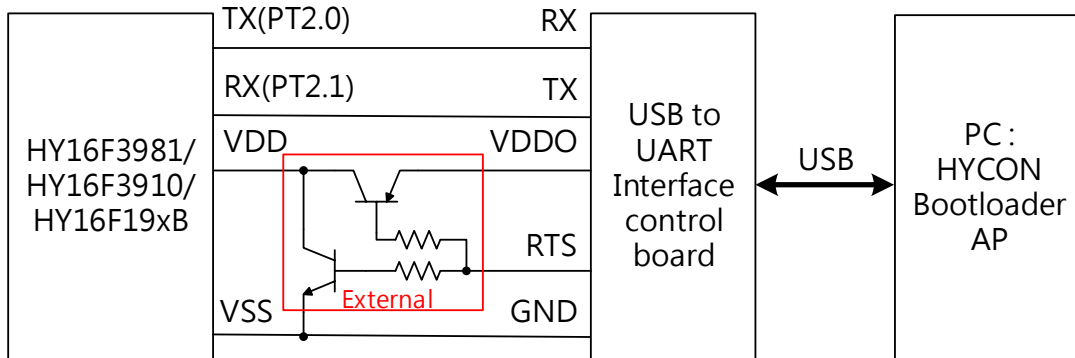 TX(PT2.0)
RX
RX(PT2.1)
TX
VDD
VDDO
HY16F3981/
HY16F3910/
HY16F19xB
USB to
UART
Interface
control
board
USB
PC :
HYCON
Bootloader
AP
RTS
External
VSS
GND